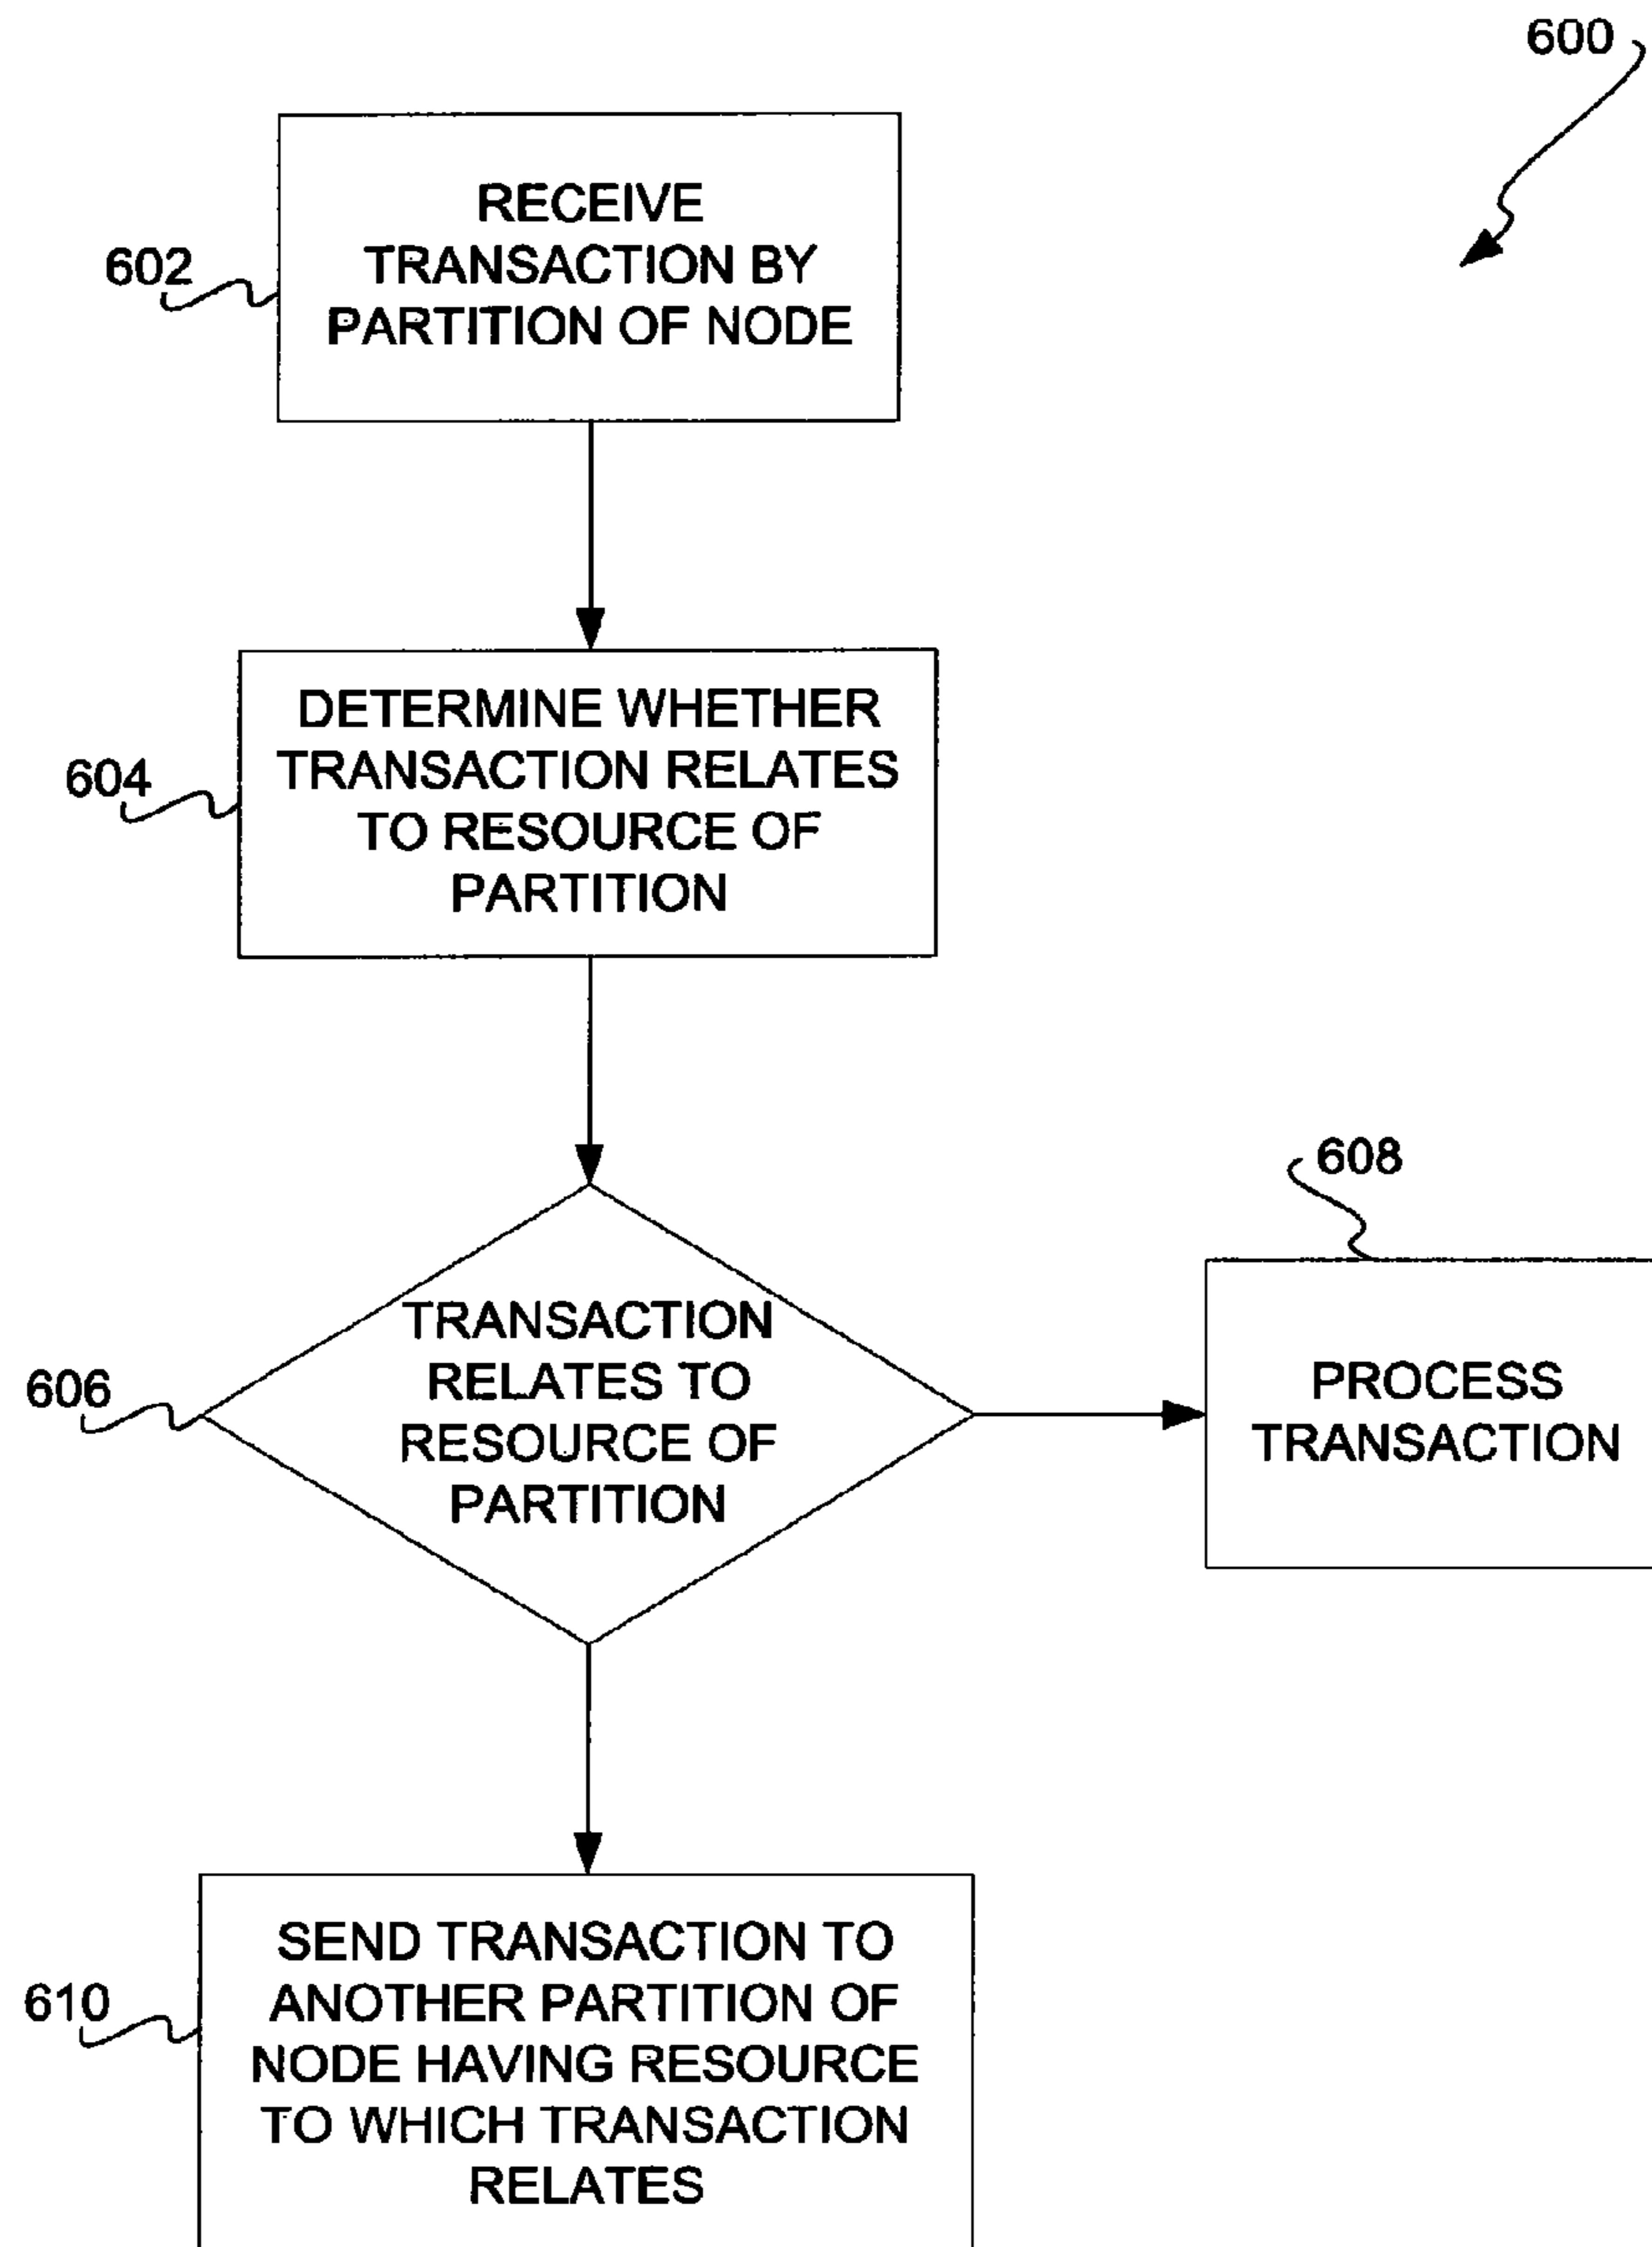 600
RECEIVE
TRANSACTION BY
PARTITION OF NODE
602
DETERMINE WHETHER
TRANSACTION RELATES
TO RESOURCE OF
PARTITION
604
TRANSACTION
RELATES TO
RESOURCE OF
PARTITION
606
608
PROCESS
TRANSACTION
SEND TRANSACTION TO
ANOTHER PARTITION OF
NODE HAVING RESOURCE
TO WHICH TRANSACTION
RELATES
610